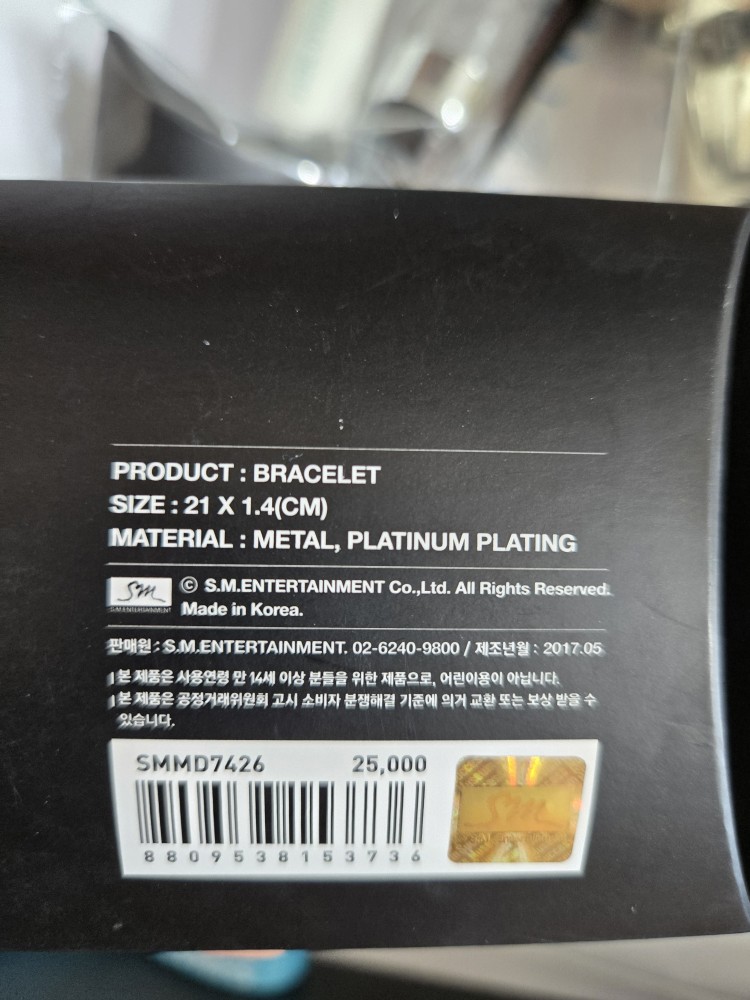 PRODUCT : BRACELET
SIZE : 21 X 1.4(CM)
MATERIAL : METAL, PLATINUM PLATING
SM
S.M.ENTERTAINMENT
© S.M.ENTERTAINMENT Co.,Ltd. All Rights Reserved.
Made in Korea.
판매원 : S.M.ENTERTAINMENT. 02-6240-9800 / 제조년월 : 2017.05
본 제품은 사용연령 만 14세 이상 분들을 위한 제품으로, 어린이용이 아닙니다.
본 제품은 공정거래위원회 고시 소비자 분쟁해결 기준에 의거 교환 또는 보상 받을 수
있습니다.
SMMD7426 25,000
8809538153736
SM